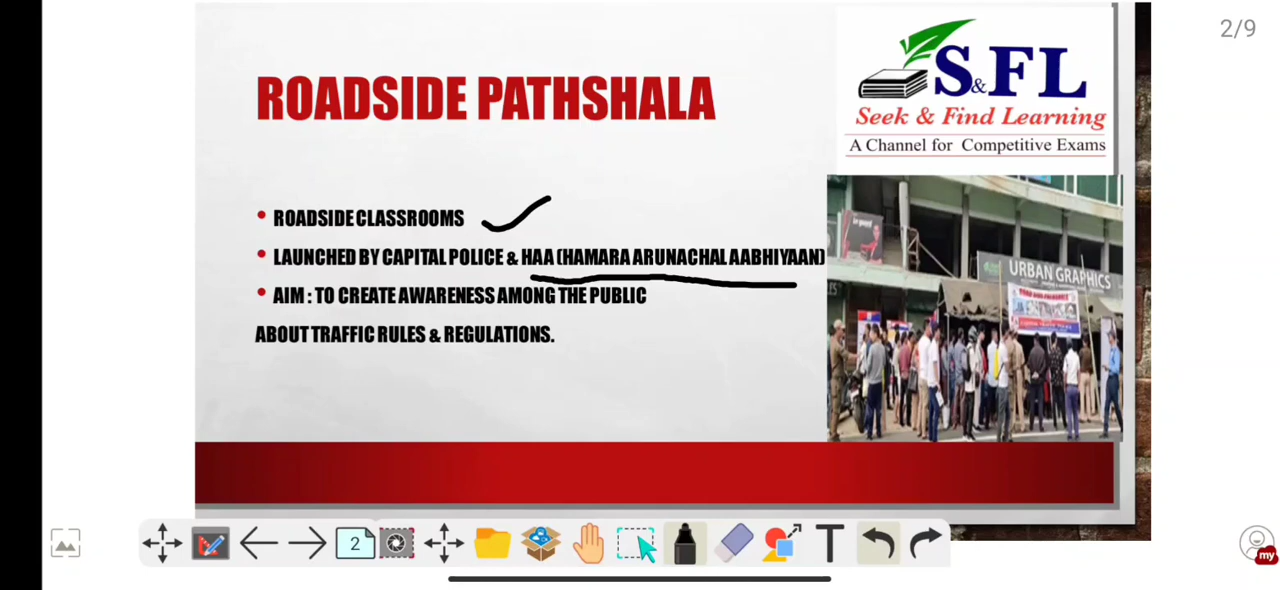 2/9
S&FL
Seek & Find Learning
A Channel for Competitive Exams
ROADSIDE PATHSHALA
• ROADSIDE CLASSROOMS
• LAUNCHED BY CAPITAL POLICE & HAA (HAMARA ARUNACHAL AABHIYAAN)
• AIM : TO CREATE AWARENESS AMONG THE PUBLIC
ABOUT TRAFFIC RULES & REGULATIONS.
URBAN GRAPHICS
2
T
my